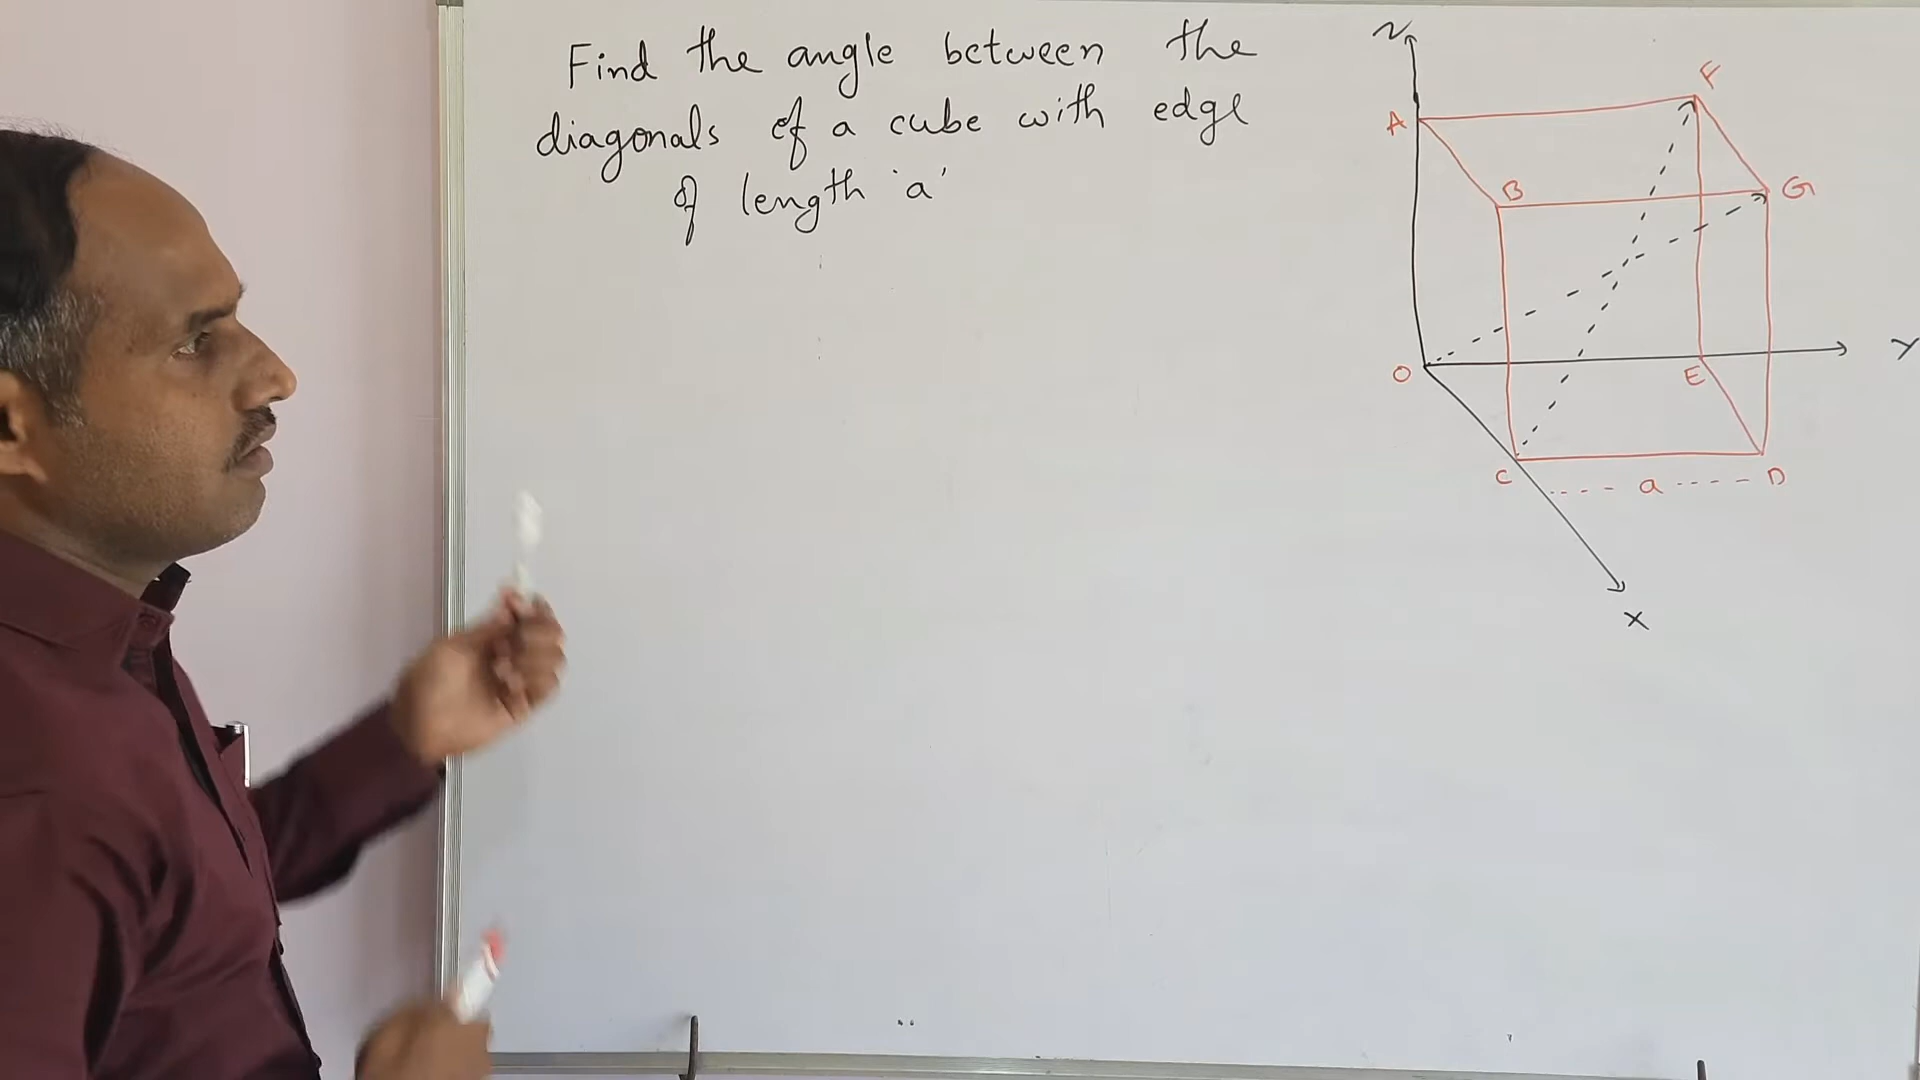 Find the angle between the
diagonals of a cube with edge
of length 'a'
Z
F
A
B
G
Y
O
E
C
a
D
X